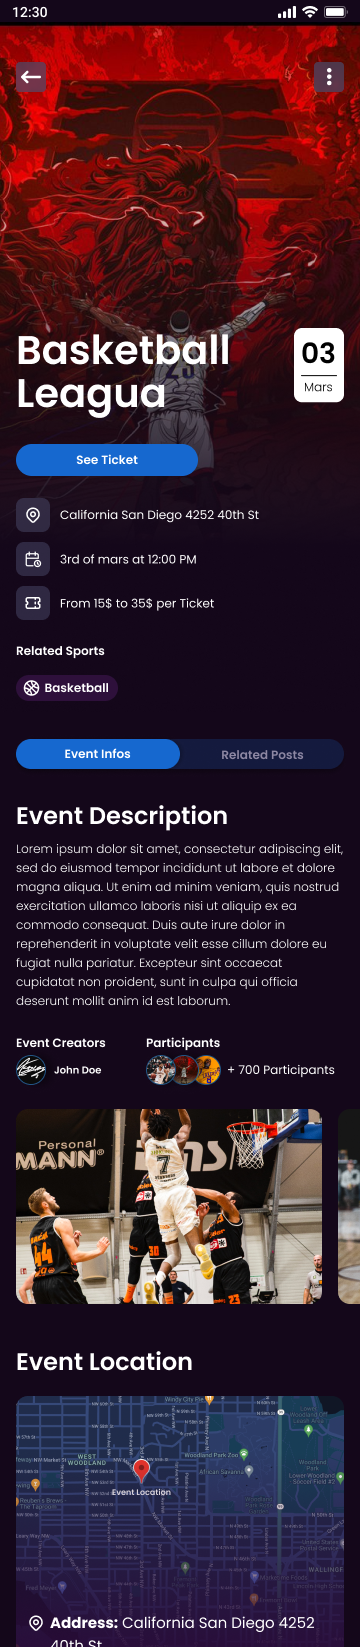 12:30
Basketball
Leagua
03
Mars
See Ticket
California San Diego 4252 40th St
3rd of mars at 12:00 PM
From 15$ to 35$ per Ticket
Related Sports
Basketball
Event Infos
Related Posts
Event Description
Lorem ipsum dolor sit amet, consectetur adipiscing elit,
sed do eiusmod tempor incididunt ut labore et dolore
magna aliqua. Ut enim ad minim veniam, quis nostrud
exercitation ullamco laboris nisi ut aliquip ex ea
commodo consequat. Duis aute irure dolor in
reprehenderit in voluptate velit esse cillum dolore eu
fugiat nulla pariatur. Excepteur sint occaecat
cupidatat non proident, sunt in culpa qui officia
deserunt mollit anim id est laborum.
Event Creators
Participants
John Doe
+ 700 Participants
Personal
MANN®
7
44
30
23
Event Location
WEST
WOODLAND
Woodland Park Zoo
African Savanna
Event Location
Address: California San Diego 4252
40th St